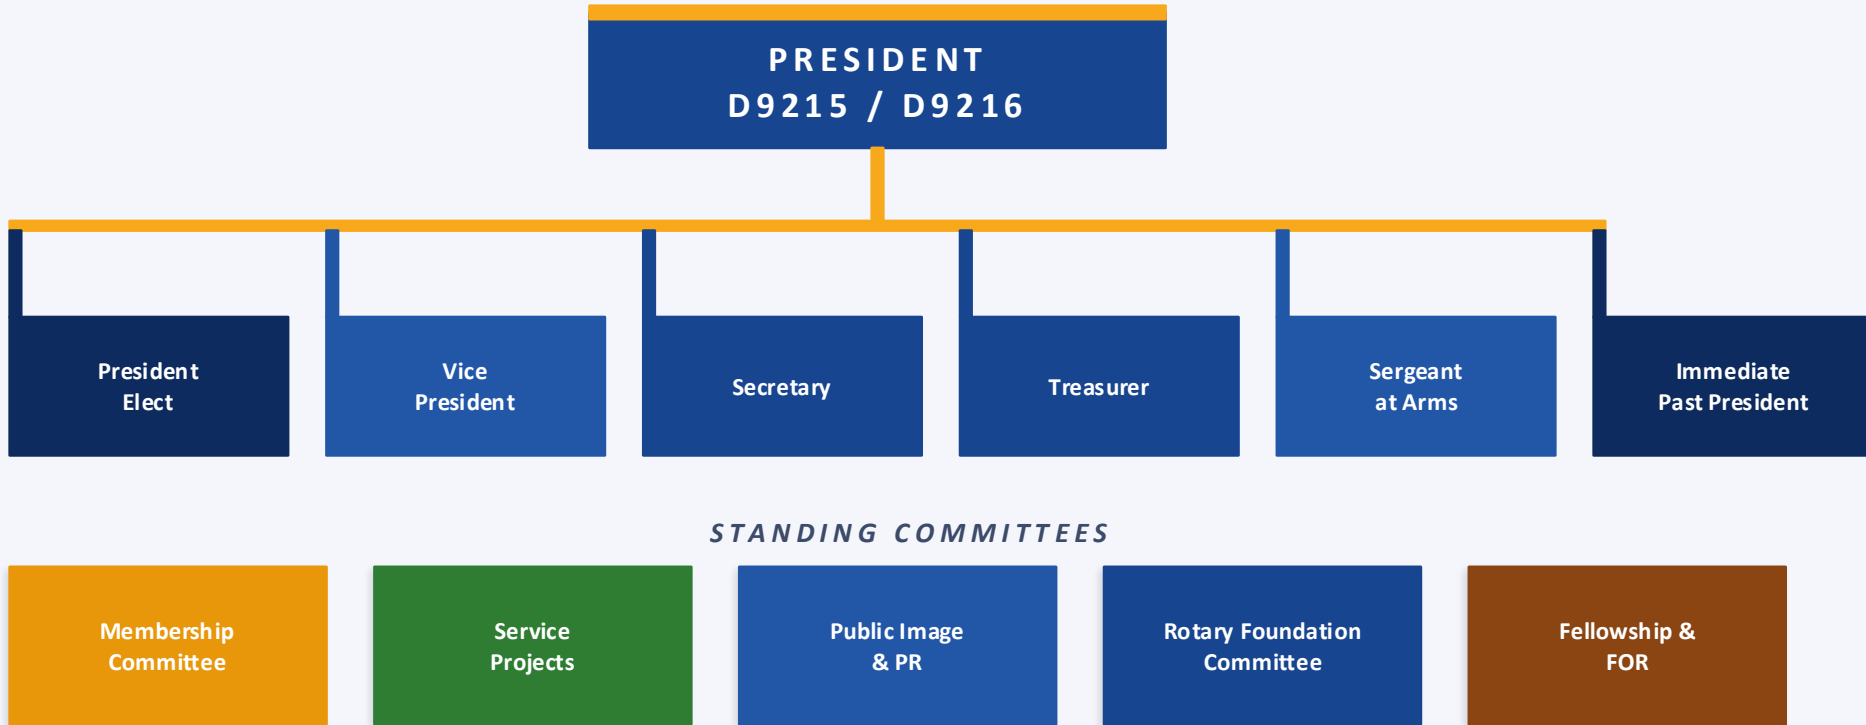 PRESIDENT
D9215 / D9216
President
Elect
Vice
President
Secretary
Treasurer
Sergeant
at Arms
Immediate
Past President
STANDING COMMITTEES
Membership
Committee
Service
Projects
Public Image
& PR
Rotary Foundation
Committee
Fellowship &
FOR